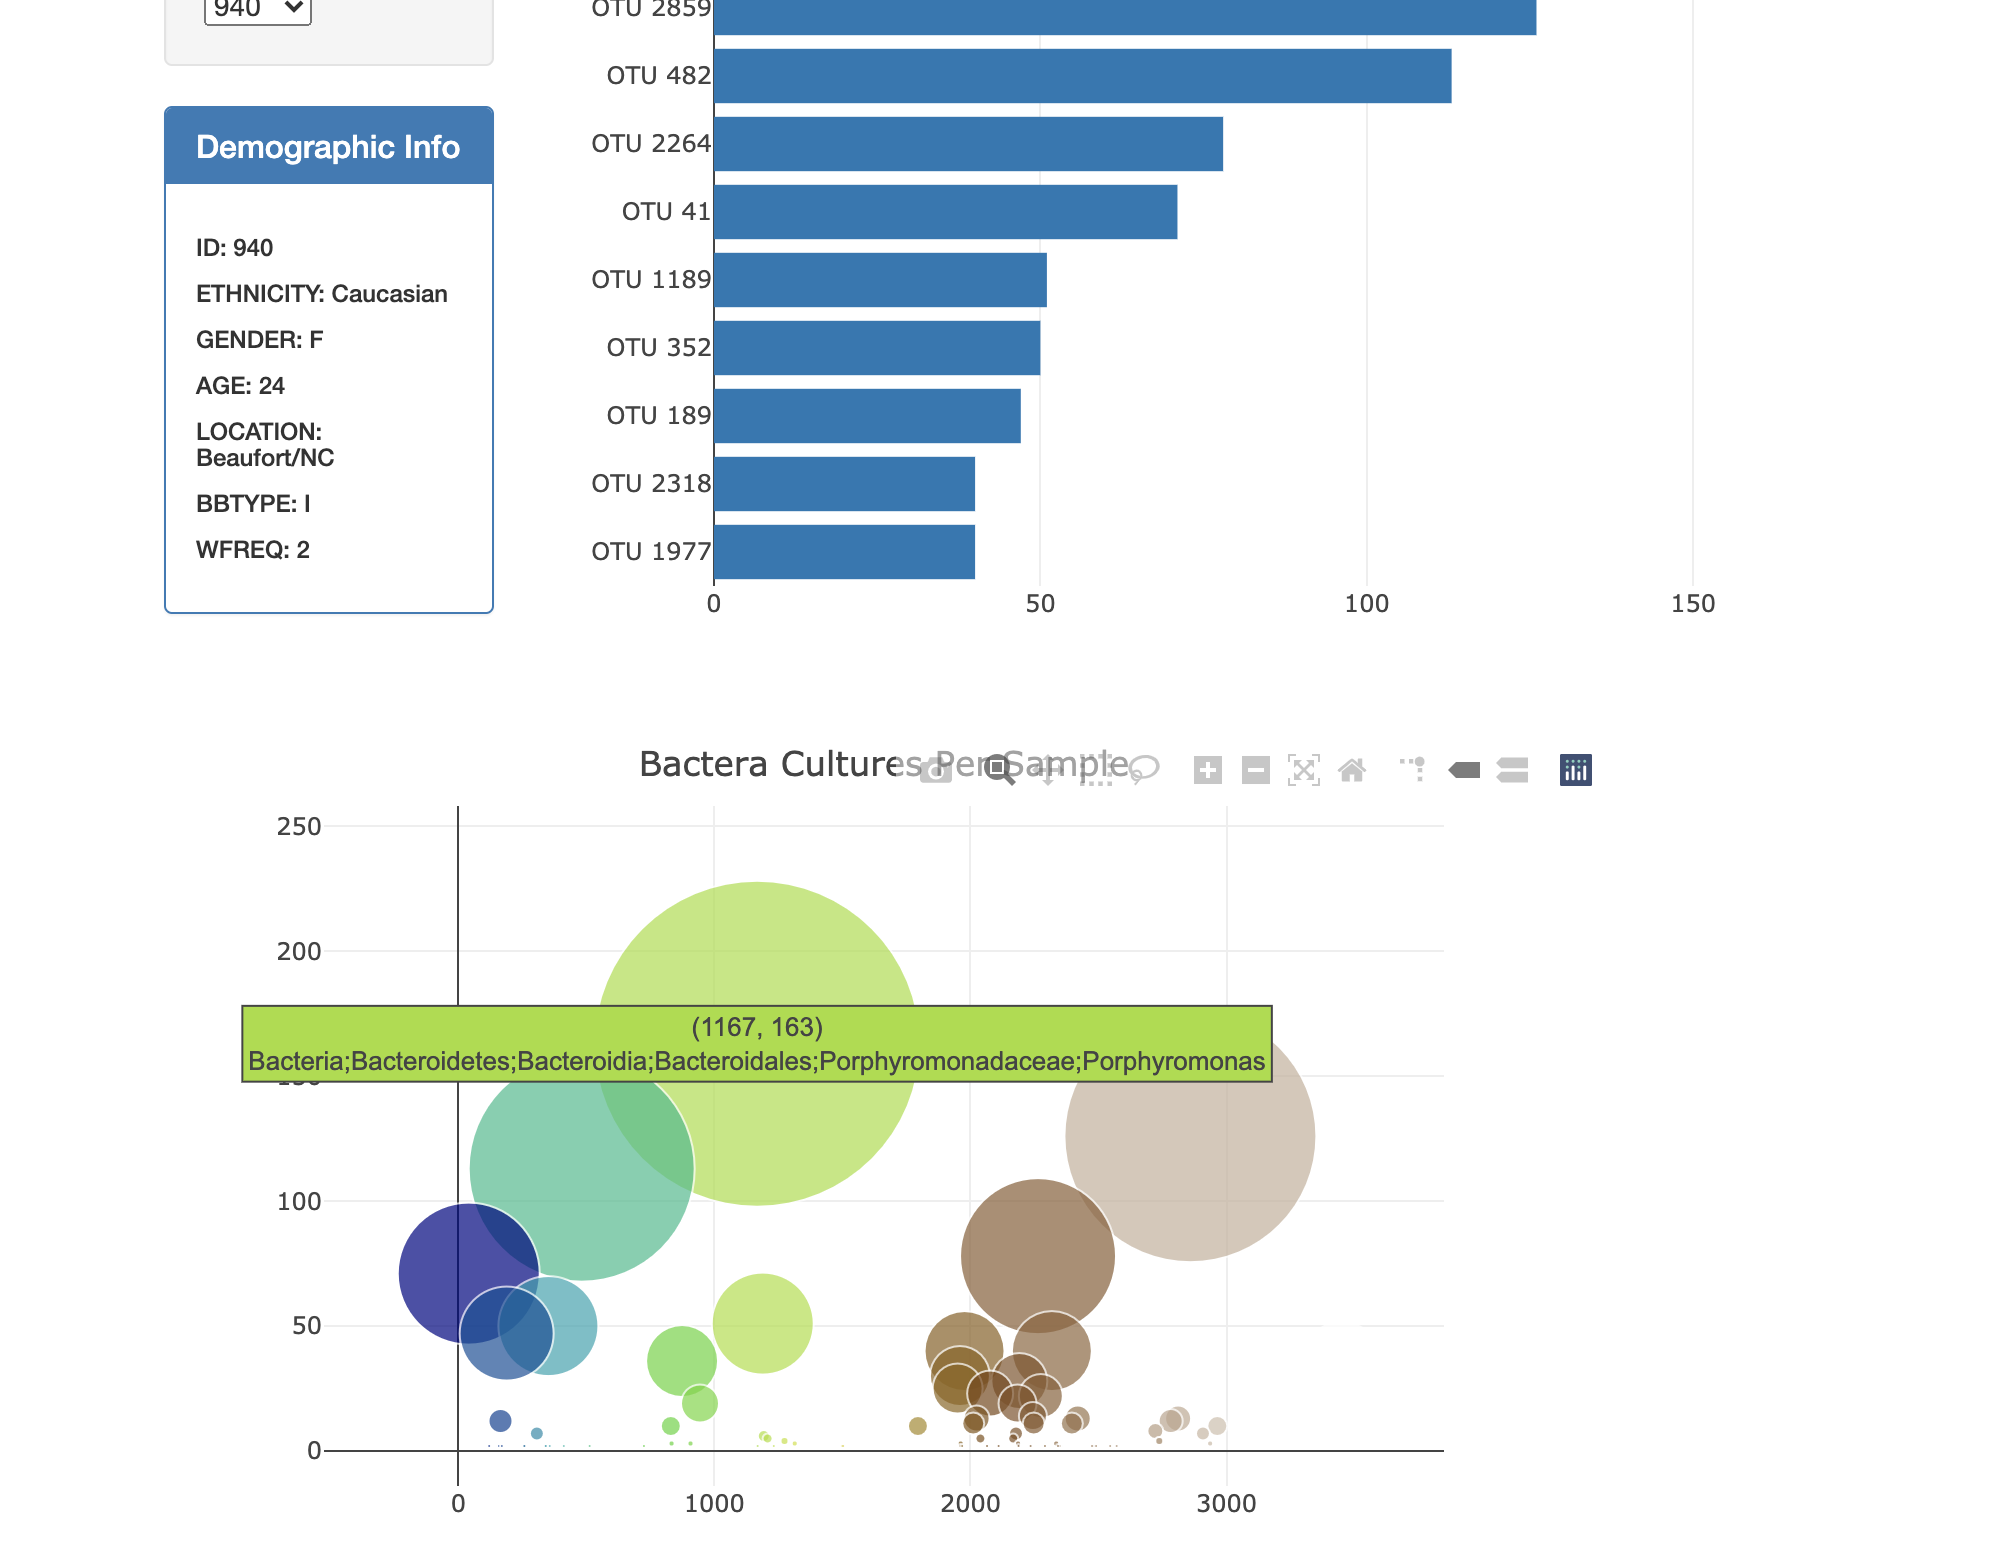 940
Demographic Info
ID: 940
ETHNICITY: Caucasian
GENDER: F
AGE: 24
LOCATION:
Beaufort/NC
BBTYPE: I
WFREQ: 2
OTU 2859
OTU 482
OTU 2264
OTU 41
OTU 1189
OTU 352
OTU 189
OTU 2318
OTU 1977
0 50 100 150
Bactera Cultures Per Sample
250
200
(1167, 163)
Bacteria;Bacteroidetes;Bacteroidia;Bacteroidales;Porphyromonadaceae;Porphyromonas
150
100
50
0
0 1000 2000 3000